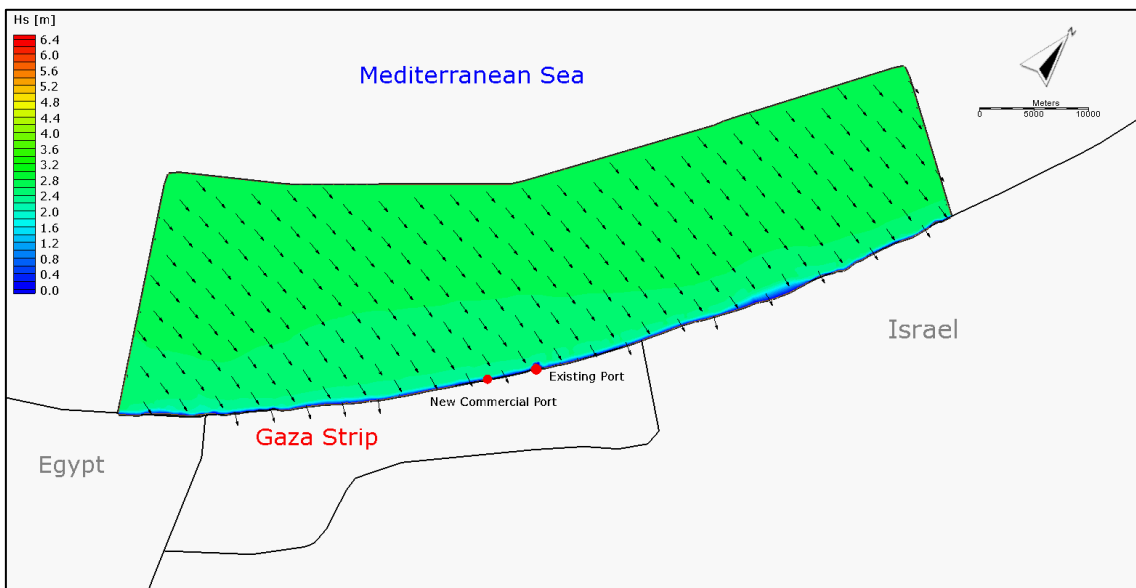 Hs [m]
6.4
6.0
5.6
5.2
4.8
4.4
4.0
3.6
3.2
2.8
2.4
2.0
1.6
1.2
0.8
0.4
0.0
Mediterranean Sea
N
Meters
0 5000 10000
Israel
Existing Port
New Commercial Port
Gaza Strip
Egypt